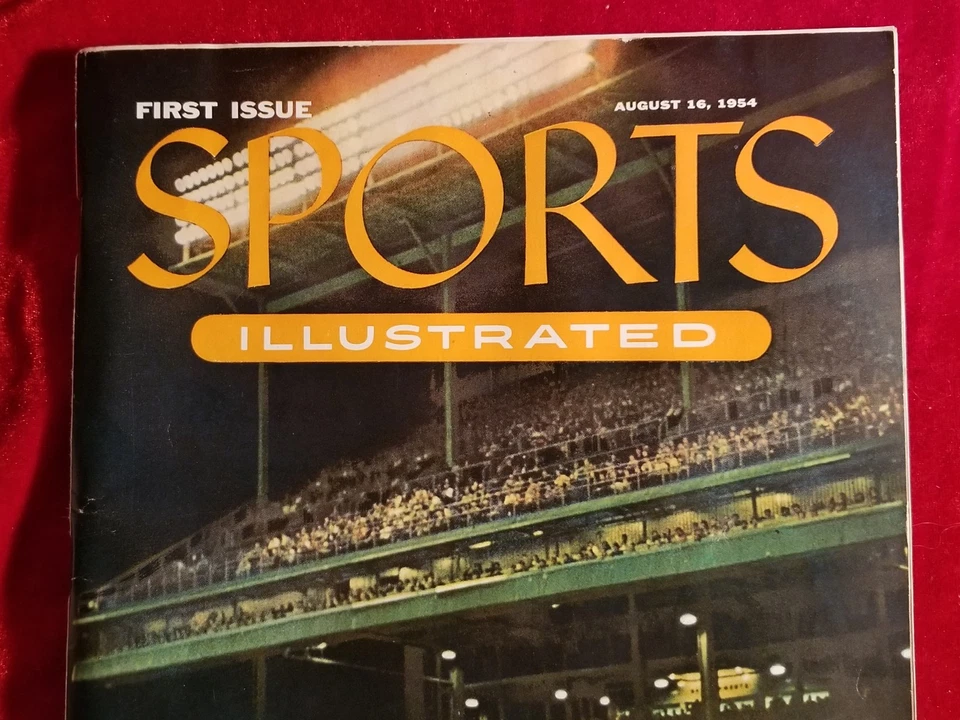 FIRST ISSUE
AUGUST 16, 1954
SPORTS
ILLUSTRATED